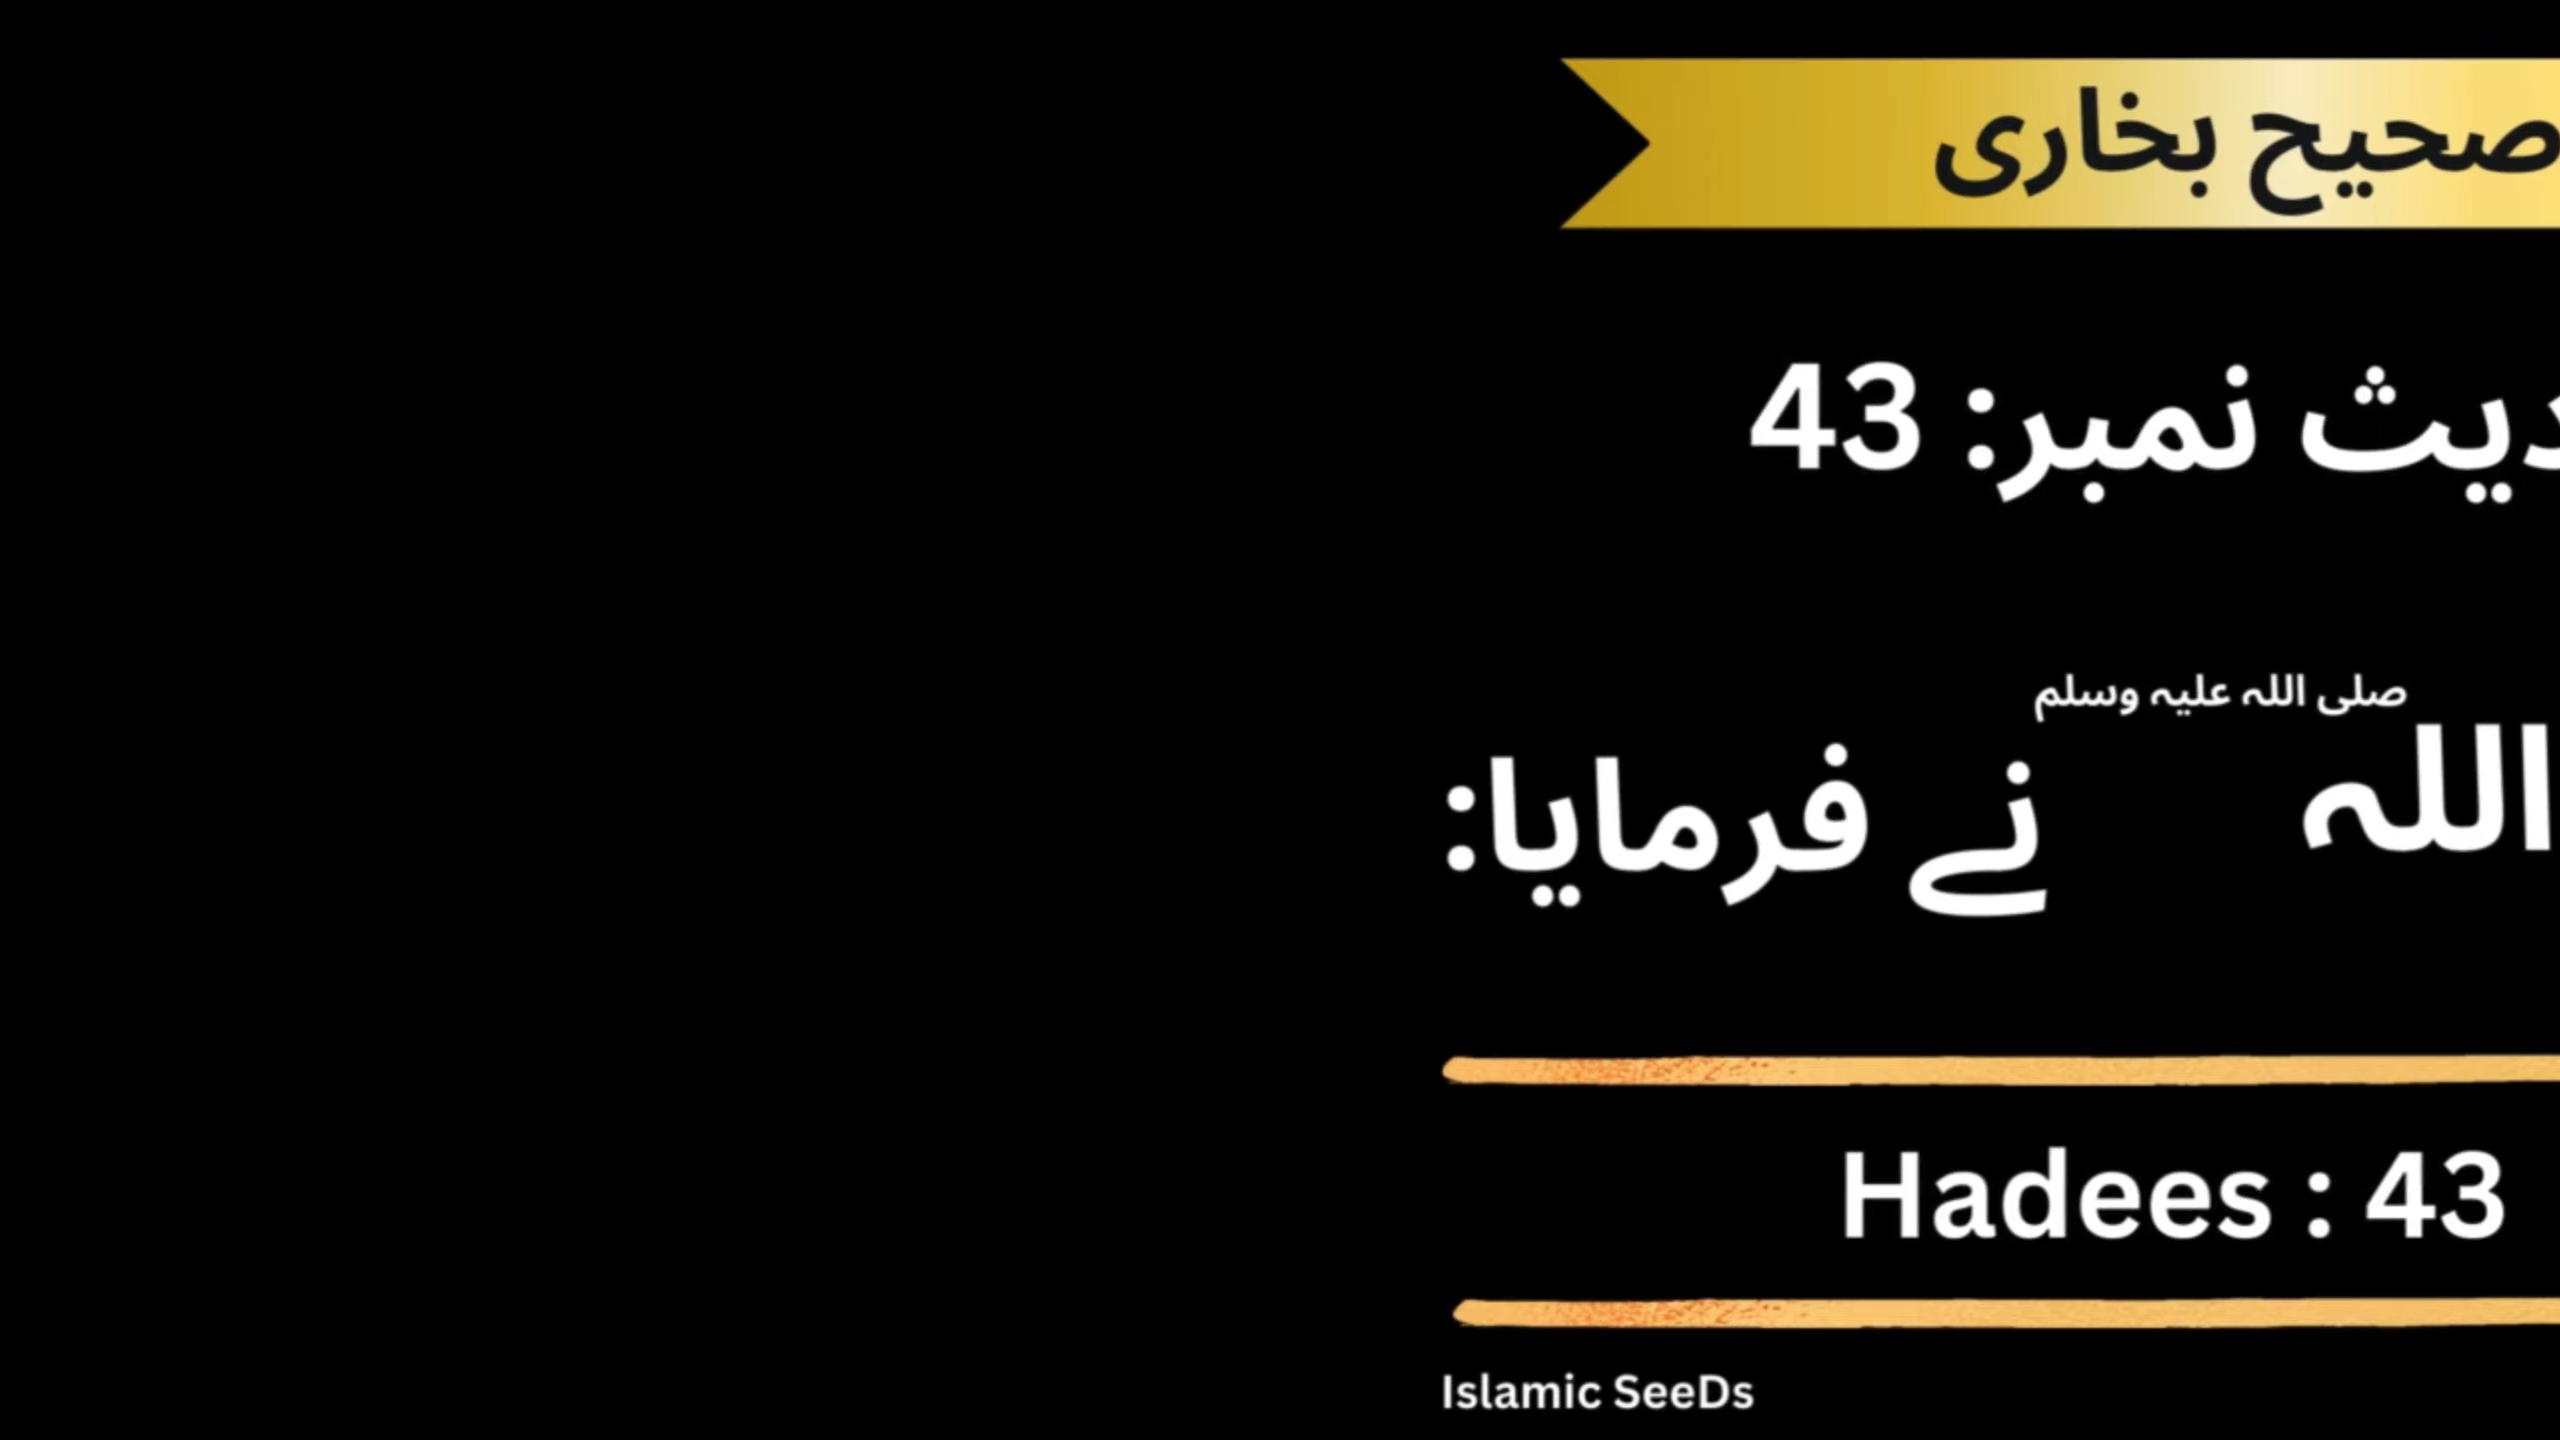 صحیح بخاری
دیث نمبر: 43
صلی اللہ علیہ وسلم
اللہ نے فرمایا:
Hadees : 43
Islamic SeeDs